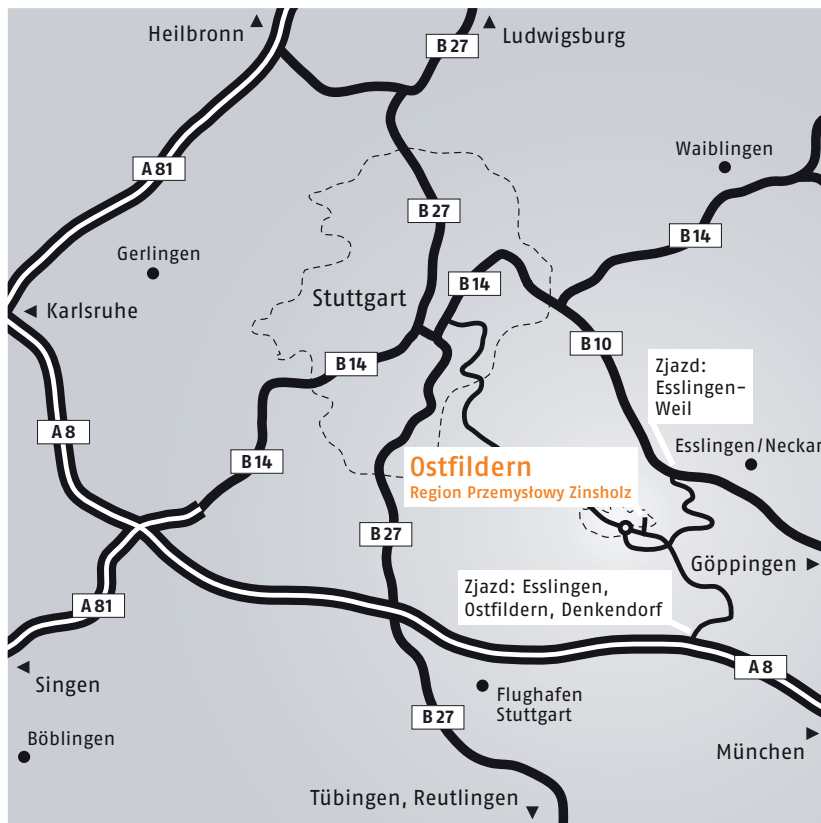 Heilbronn
B 27
Ludwigsburg
A 81
Waiblingen
B 27
B 14
Gerlingen
B 14
Stuttgart
Karlsruhe
B 10
B 14
Zjazd:
Esslingen-
Weil
A 8
Esslingen/Neckar
B 14
Ostfildern
Region Przemysłowy Zinsholz
B 27
Göppingen
Zjazd: Esslingen,
Ostfildern, Denkendorf
A 81
A 8
Singen
Flughafen
Stuttgart
B 27
Böblingen
München
Tübingen, Reutlingen